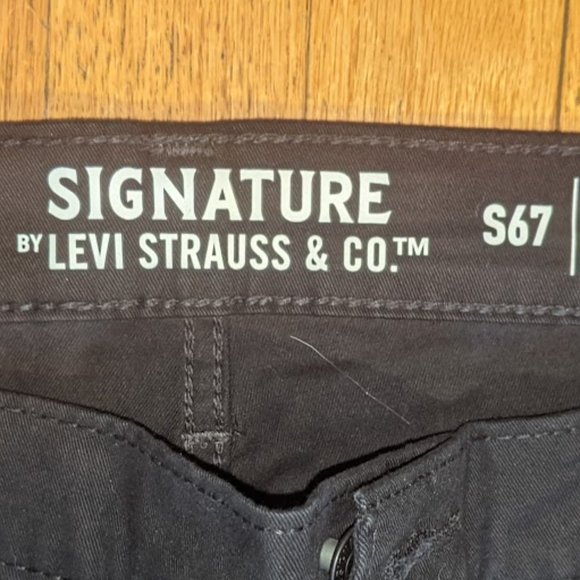 SIGNATURE
BY LEVI STRAUSS & CO.™
S67